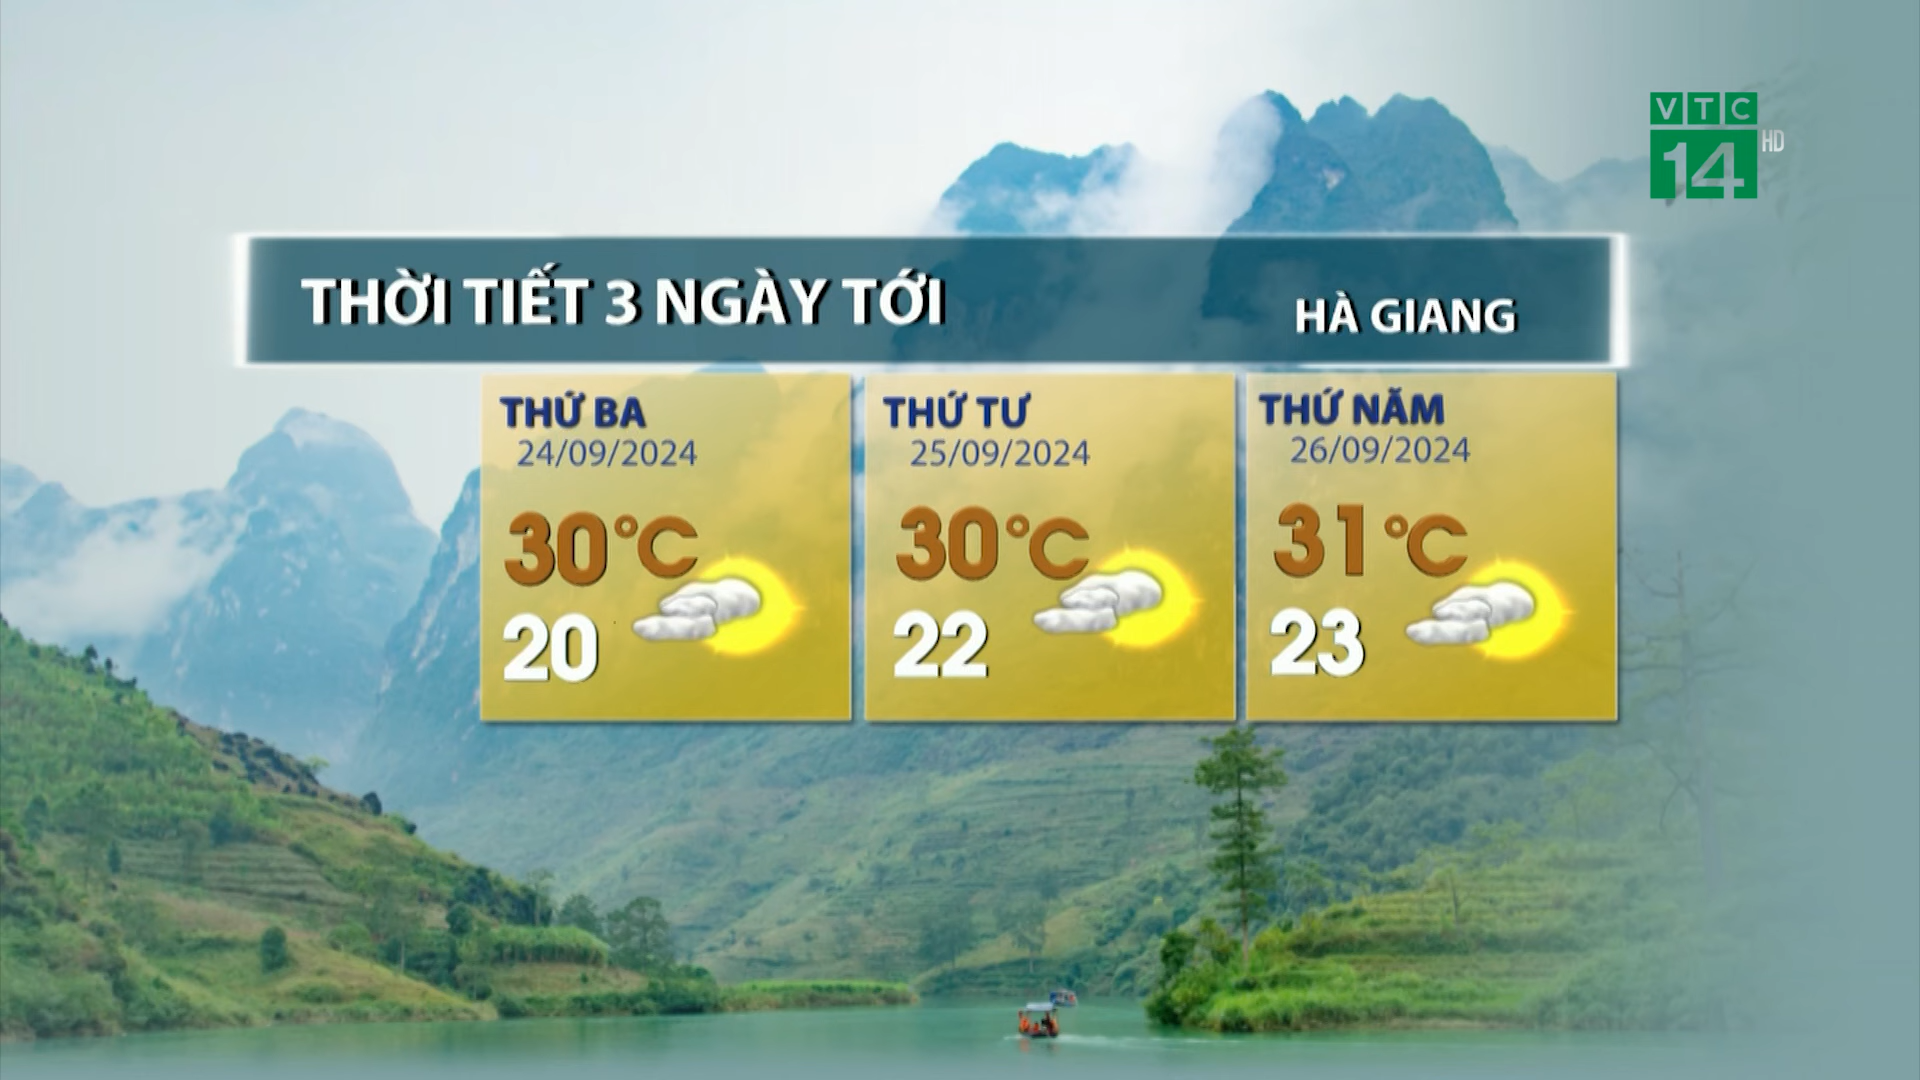 VTC
14 HD
THỜI TIẾT 3 NGÀY TỚI
HÀ GIANG
THỨ BA
24/09/2024
30°C
20
THỨ TƯ
25/09/2024
30°C
22
THỨ NĂM
26/09/2024
31°C
23